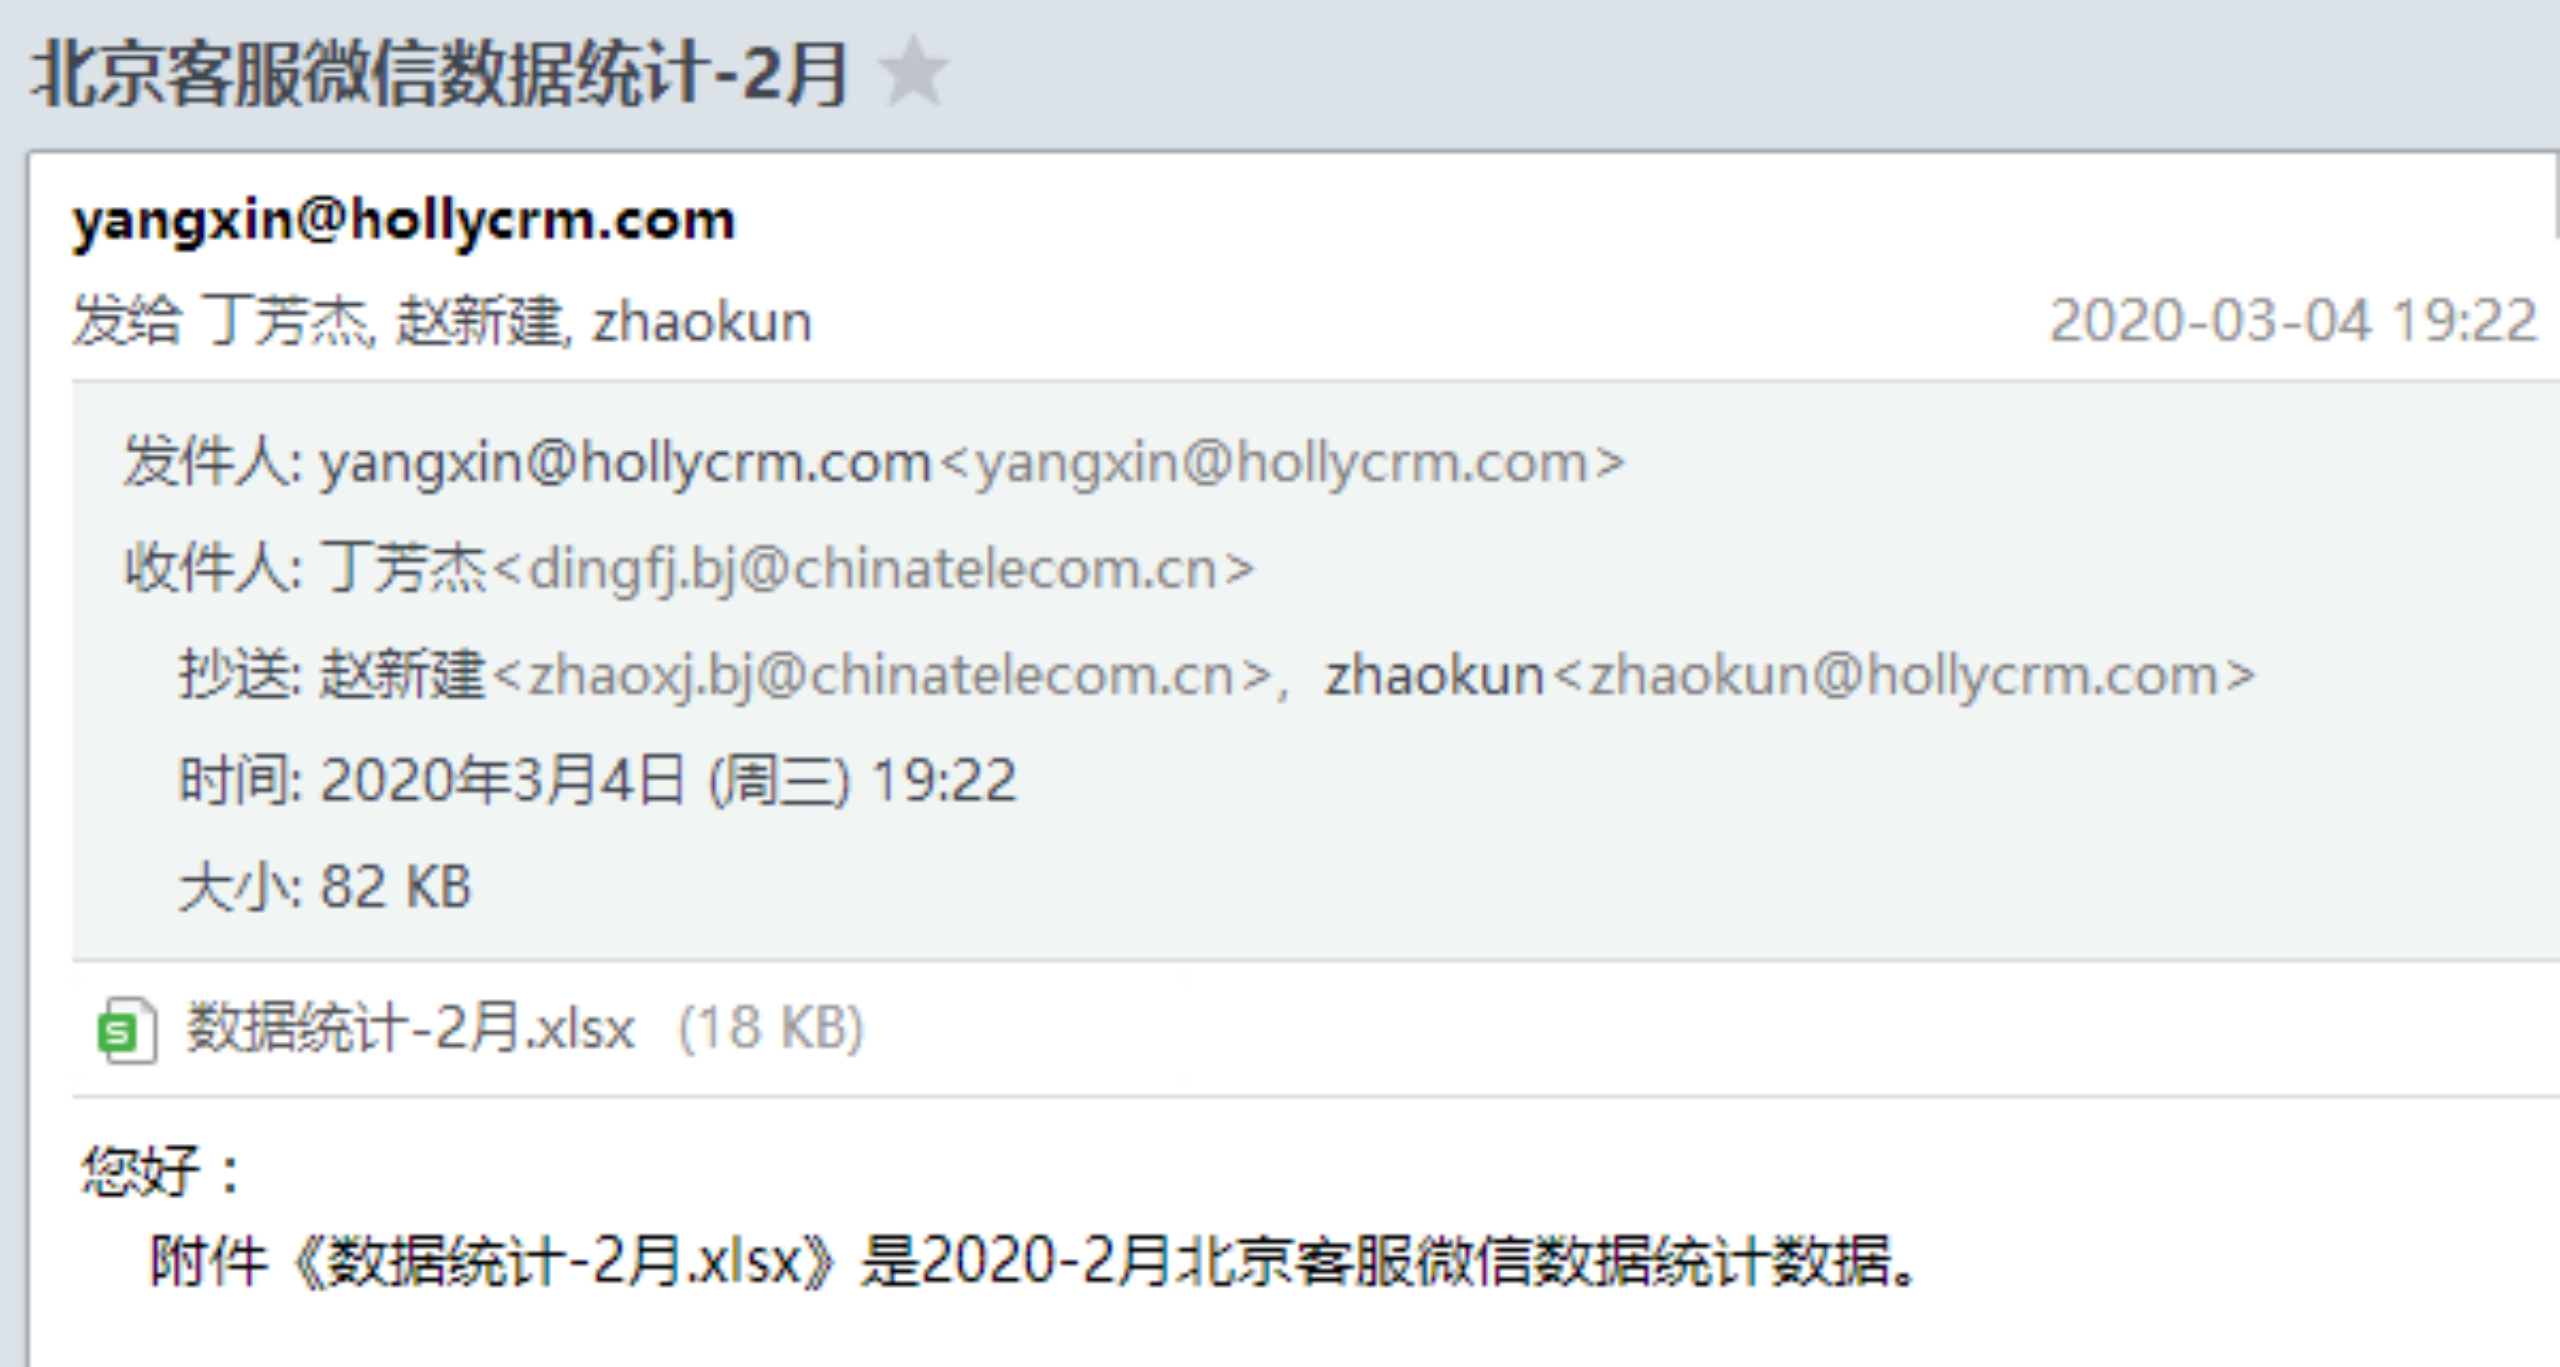 北京客服微信数据统计-2月
yangxin@hollycrm.com
发给 丁芳杰, 赵新建, zhaokun
2020-03-04 19:22
发件人: yangxin@hollycrm.com<yangxin@hollycrm.com>
收件人: 丁芳杰<dingfj.bj@chinatelecom.cn>
抄送: 赵新建<zhaoxj.bj@chinatelecom.cn>, zhaokun<zhaokun@hollycrm.com>
时间: 2020年3月4日 (周三) 19:22
大小: 82 KB
数据统计-2月.xlsx (18 KB)
您好：
附件《数据统计-2月.xlsx》是2020-2月北京客服微信数据统计数据。